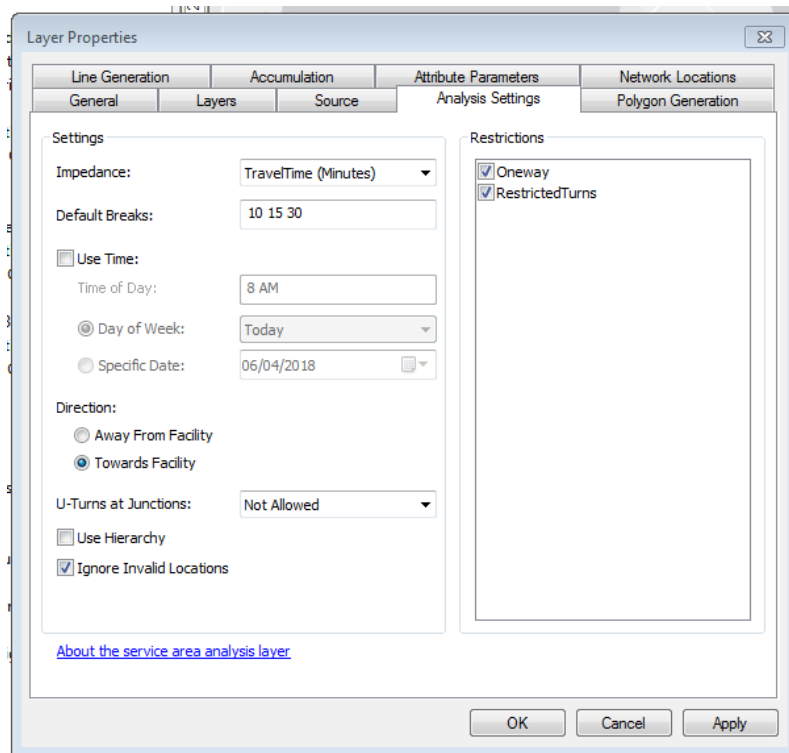 Layer Properties
Line Generation Accumulation Attribute Parameters Network Locations
General Layers Source Analysis Settings Polygon Generation
Settings
Impedance: TravelTime (Minutes)
Default Breaks: 10 15 30
Use Time:
Time of Day: 8 AM
Day of Week: Today
Specific Date: 06/04/2018
Direction:
Away From Facility
Towards Facility
U-Turns at Junctions: Not Allowed
Use Hierarchy
Ignore Invalid Locations
Restrictions
Oneway
RestrictedTurns
About the service area analysis layer
OK Cancel Apply